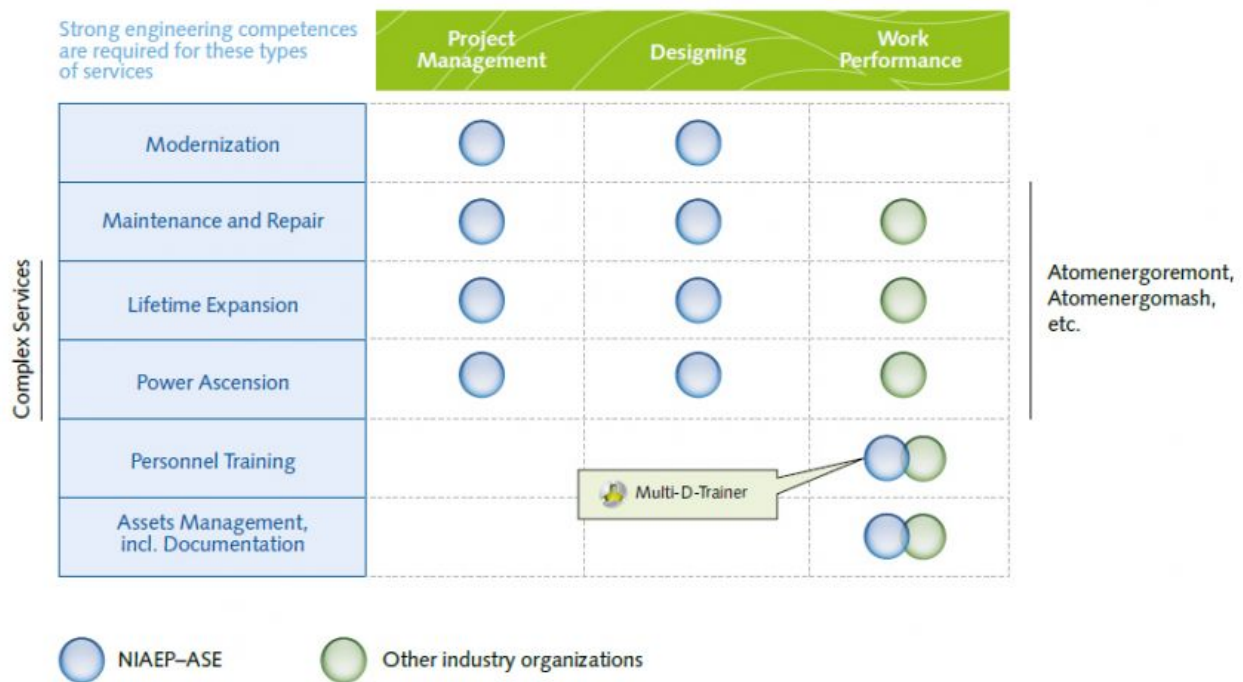 Strong engineering competences
are required for these types
of services
Project
Management
Designing
Work
Performance
Modernization
Maintenance and Repair
Complex Services
Lifetime Expansion
Atomenergoremont,
Atomenergomash,
etc.
Power Ascension
Personnel Training
Multi-D-Trainer
Assets Management,
incl. Documentation
NIAEP–ASE
Other industry organizations